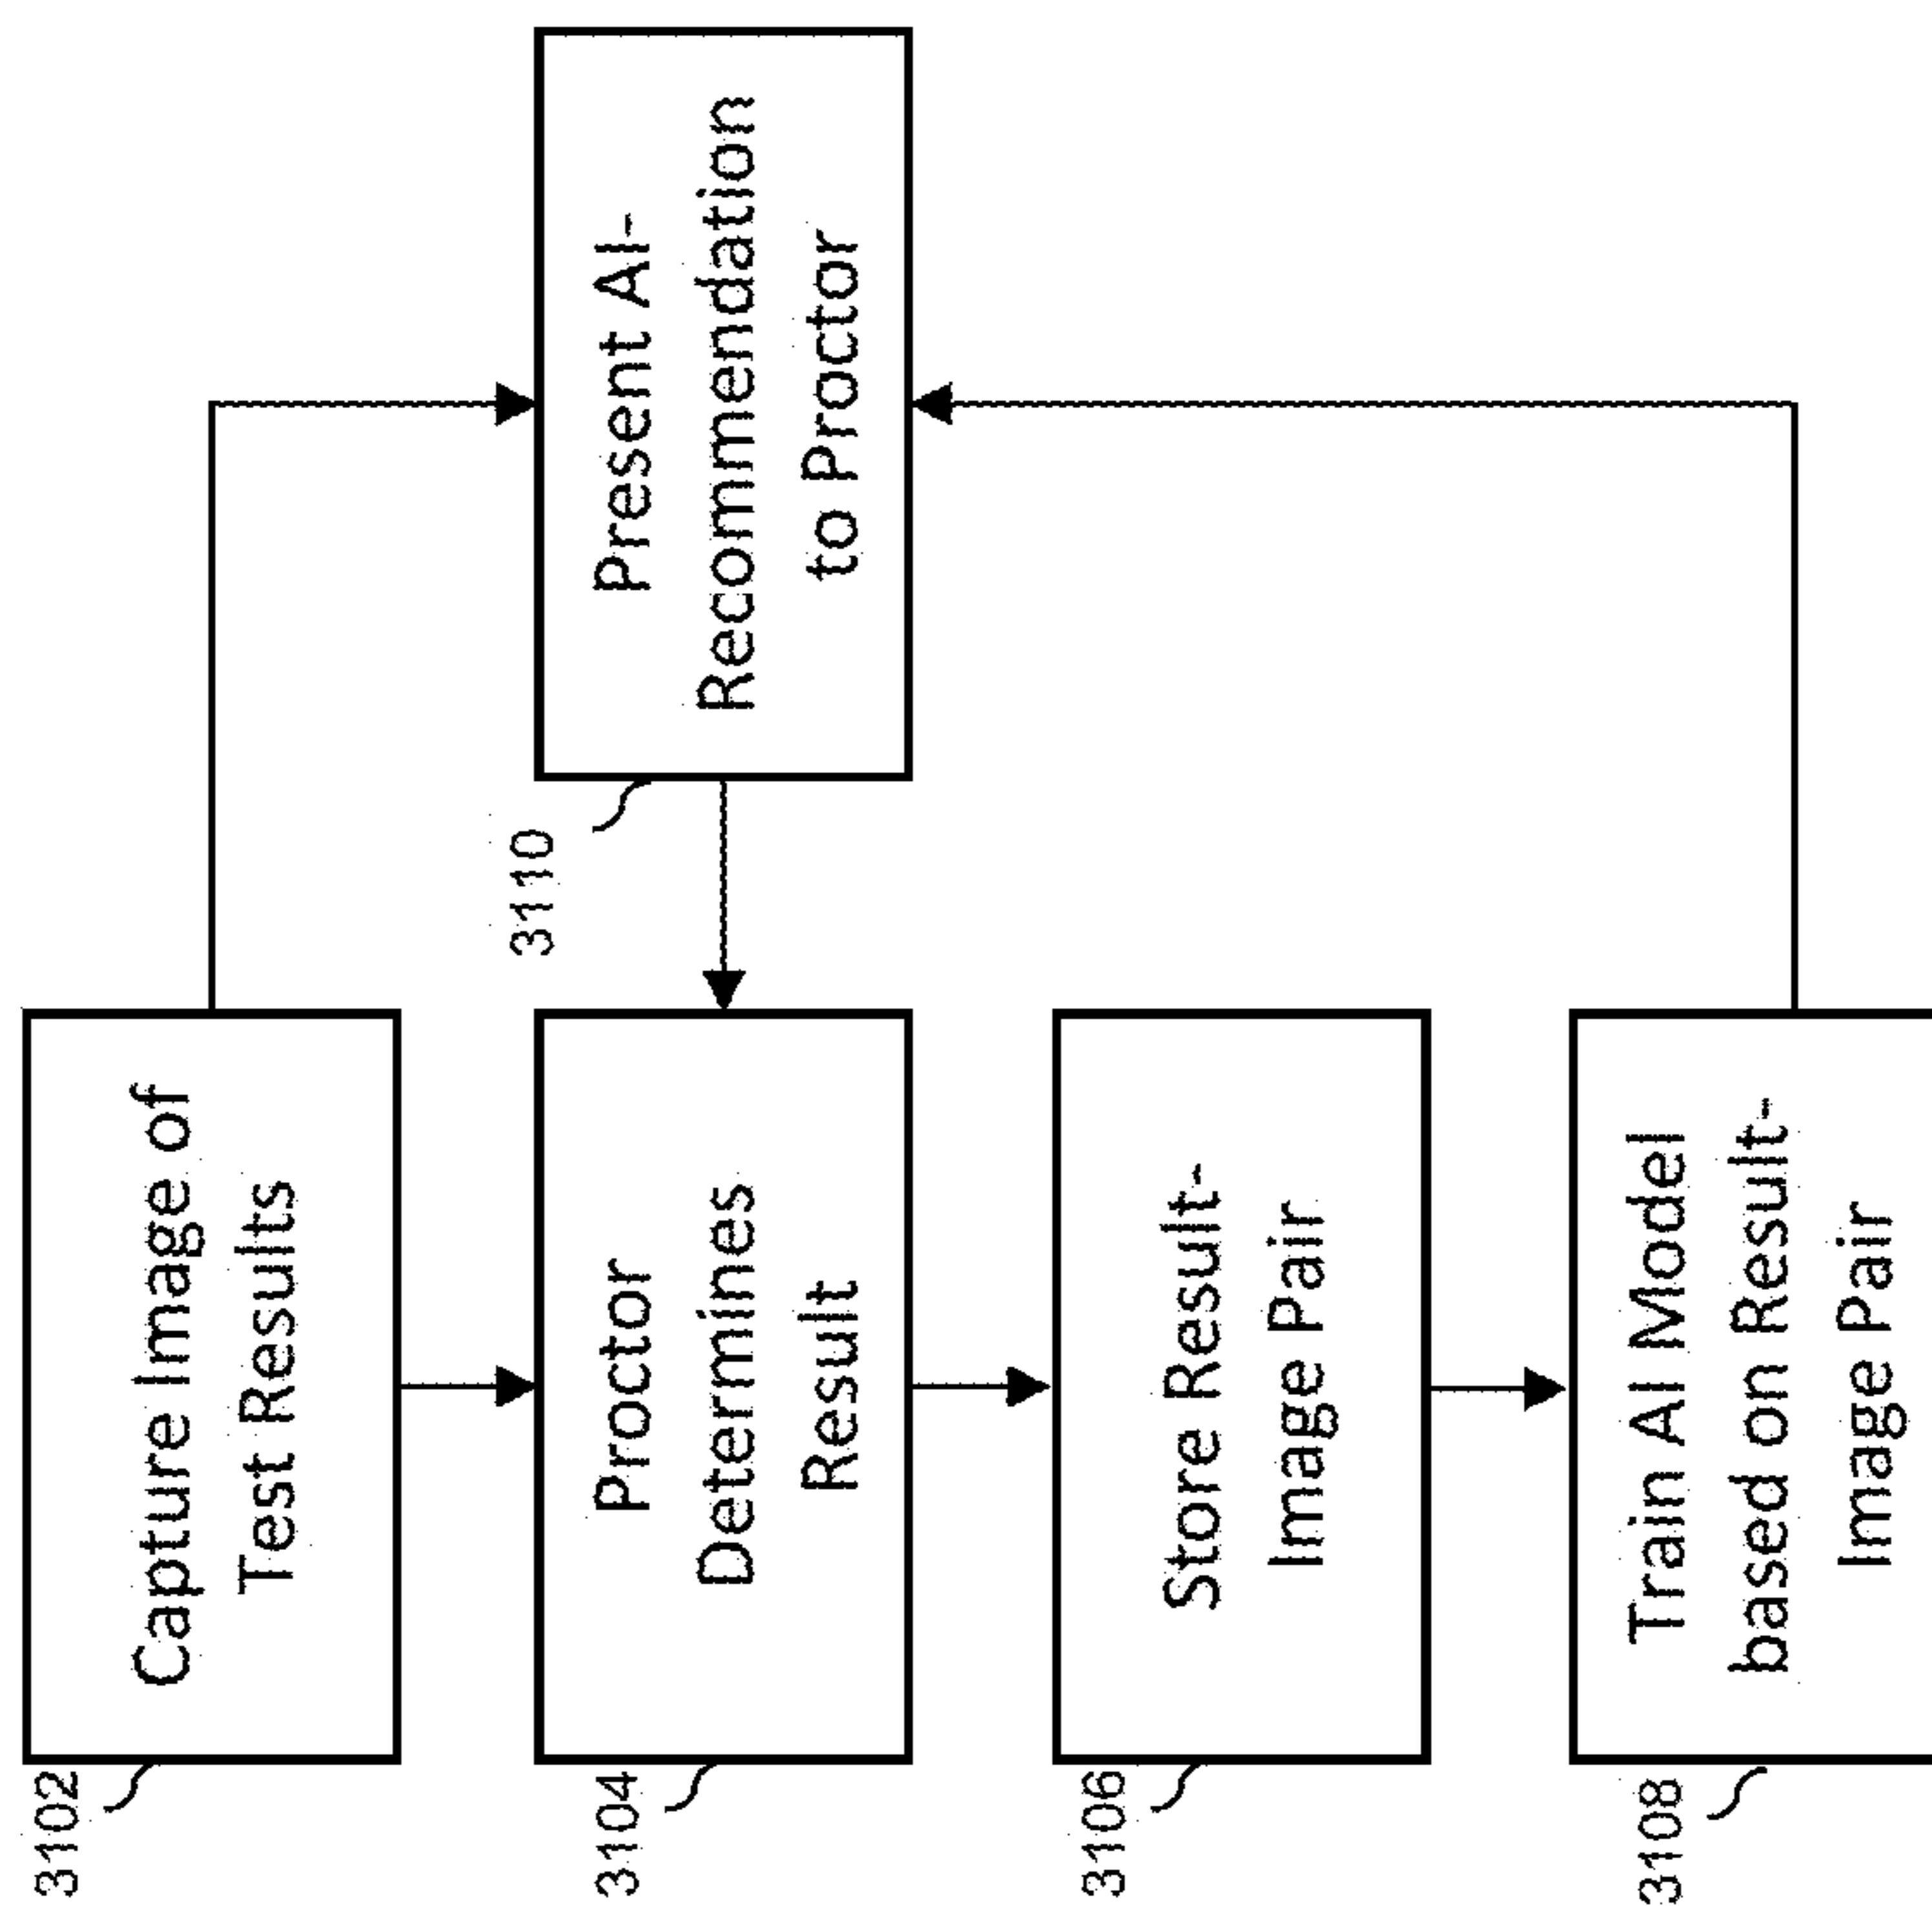 3102
Capture Image of
Test Results
3104
Proctor
Determines
Result
3106
Store Result-
Image Pair
3108
Train AI Model
based on Result-
Image Pair
3110
Present AI-
Recommendation
to Proctor